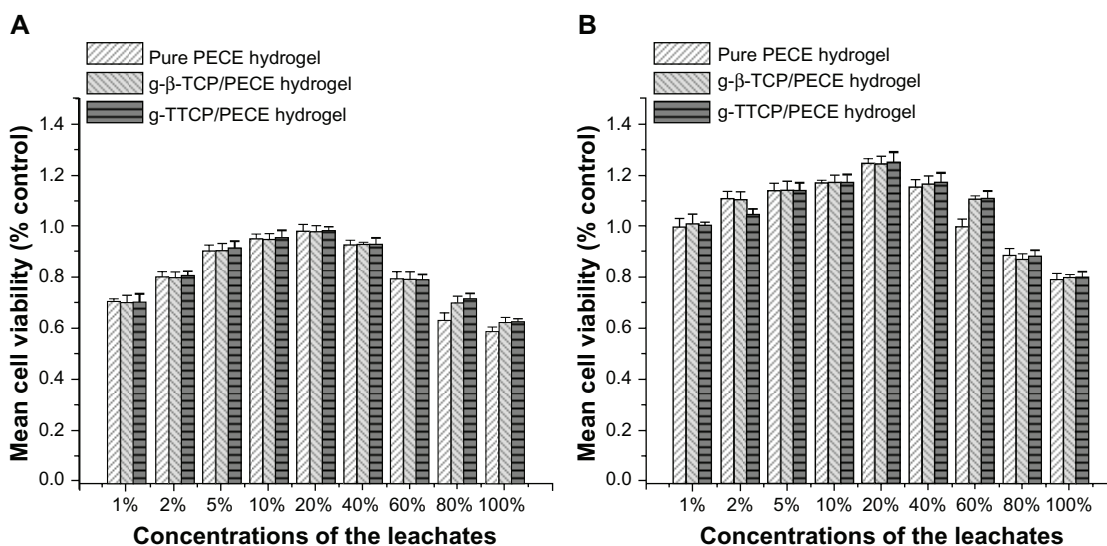 A
Pure PECE hydrogel
g-β-TCP/PECE hydrogel
g-TTCP/PECE hydrogel
Mean cell viability (% control)
1.4
1.2
1.0
0.8
0.6
0.4
0.2
0.0
1% 2% 5% 10% 20% 40% 60% 80% 100%
Concentrations of the leachates
B
Pure PECE hydrogel
g-β-TCP/PECE hydrogel
g-TTCP/PECE hydrogel
Mean cell viability (% control)
1.4
1.2
1.0
0.8
0.6
0.4
0.2
0.0
1% 2% 5% 10% 20% 40% 60% 80% 100%
Concentrations of the leachates